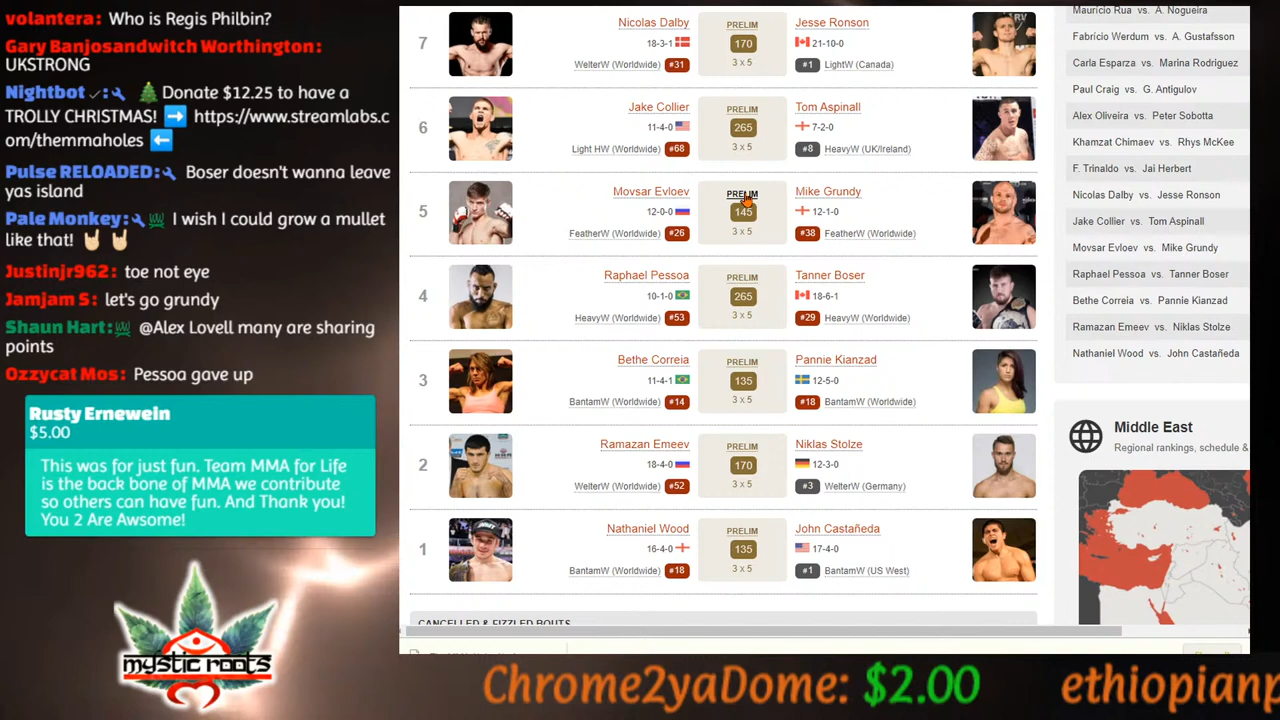 volantera: Who is Regis Philbin?
Gary Banjosandwitch Worthington:
UKSTRONG
Nightbot ✓:🔧 🎄 Donate $12.25 to have a
TROLLY CHRISTMAS! ➡️ https://www.streamlabs.c
om/themmaholes ⬅️
Pulse RELOADED:🔧 Boser doesn't wanna leave
yas island
Pale Monkey:🔧 I wish I could grow a mullet
like that! 🤘🏻 🤘🏻
Justinjr962: toe not eye
Jamjam S: let's go grundy
Shaun Hart: @Alex Lovell many are sharing
points
Ozzycat Mos: Pessoa gave up
Rusty Ernewein
$5.00
This was for just fun. Team MMA for Life
is the back bone of MMA we contribute
so others can have fun. And Thank you!
You 2 Are Awsome!
mystic roots
7
Nicolas Dalby
18-3-1
WelterW (Worldwide) #31
PRELIM
170
3 x 5
Jesse Ronson
21-10-0
#1 LightW (Canada)
6
Jake Collier
11-4-0
Light HW (Worldwide) #68
PRELIM
265
3 x 5
Tom Aspinall
7-2-0
#8 HeavyW (UK/Ireland)
5
Movsar Evloev
12-0-0
FeatherW (Worldwide) #26
PRELIM
145
3 x 5
Mike Grundy
12-1-0
#38 FeatherW (Worldwide)
4
Raphael Pessoa
10-1-0
HeavyW (Worldwide) #53
PRELIM
265
3 x 5
Tanner Boser
18-6-1
#29 HeavyW (Worldwide)
3
Bethe Correia
11-4-1
BantamW (Worldwide) #14
PRELIM
135
3 x 5
Pannie Kianzad
12-5-0
#18 BantamW (Worldwide)
2
Ramazan Emeev
18-4-0
WelterW (Worldwide) #52
PRELIM
170
3 x 5
Niklas Stolze
12-3-0
#3 WelterW (Germany)
1
Nathaniel Wood
16-4-0
BantamW (Worldwide) #18
PRELIM
135
3 x 5
John Castañeda
17-4-0
#1 BantamW (US West)
CANCELLED & FIZZLED BOUTS
Mauricio Rua vs. A. Nogueira
Fabrício Werdum vs. A. Gustafsson
Carla Esparza vs. Marina Rodriguez
Paul Craig vs. G. Antigulov
Alex Oliveira vs. Peter Sobotta
Khamzat Chimaev vs. Rhys McKee
F. Trinaldo vs. Jai Herbert
Nicolas Dalby vs. Jesse Ronson
Jake Collier vs. Tom Aspinall
Movsar Evloev vs. Mike Grundy
Raphael Pessoa vs. Tanner Boser
Bethe Correia vs. Pannie Kianzad
Ramazan Emeev vs. Niklas Stolze
Nathaniel Wood vs. John Castañeda
Middle East
Regional rankings, schedule &
Chrome2yaDome: $2.00 ethiopianp